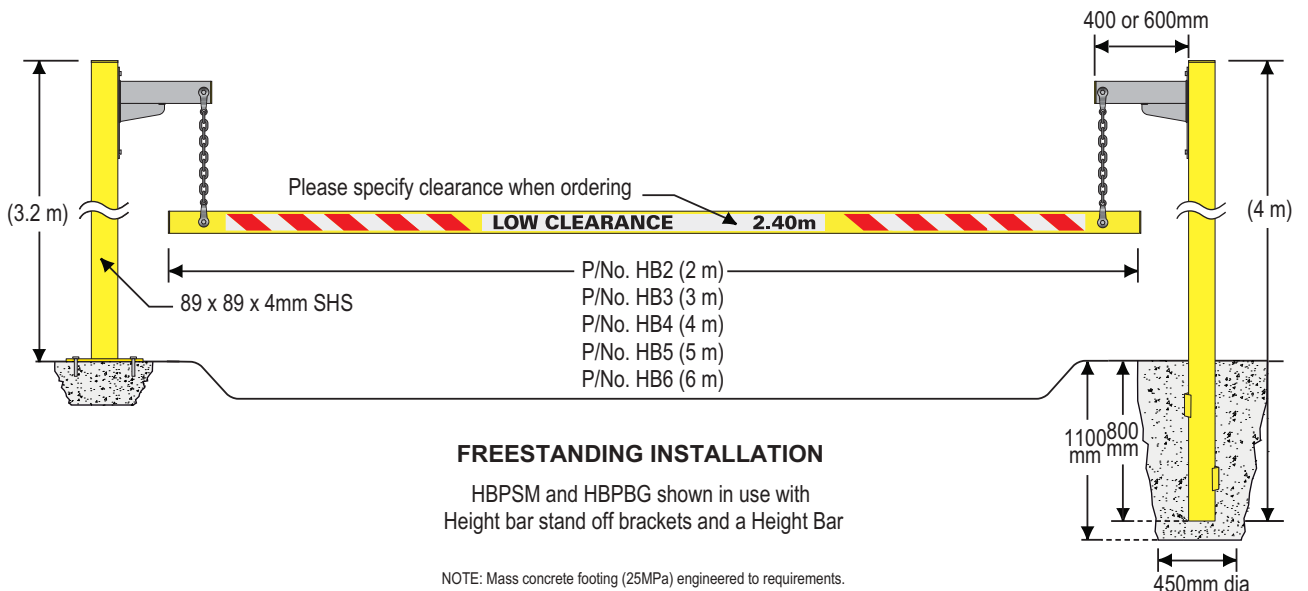 400 or 600mm
Please specify clearance when ordering
(3.2 m)
(4 m)
LOW CLEARANCE 2.40m
P/No. HB2 (2 m)
P/No. HB3 (3 m)
P/No. HB4 (4 m)
P/No. HB5 (5 m)
P/No. HB6 (6 m)
89 x 89 x 4mm SHS
1100 mm
800 mm
FREESTANDING INSTALLATION
HBPSM and HBPBG shown in use with
Height bar stand off brackets and a Height Bar
NOTE: Mass concrete footing (25MPa) engineered to requirements.
450mm dia